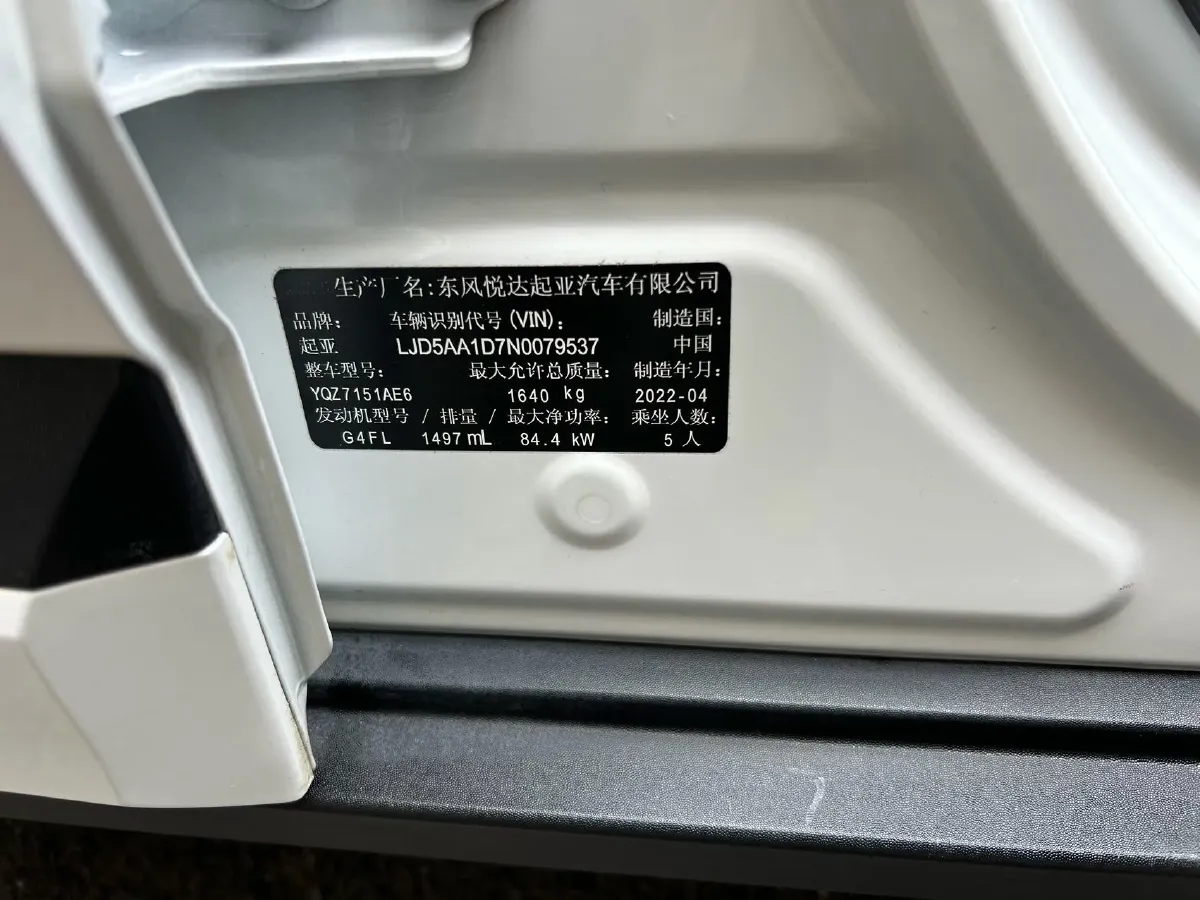 生产厂名:东风悦达起亚汽车有限公司
品牌: 车辆识别代号(VIN): 制造国:
起亚 LJD5AA1D7N0079537 中国
整车型号: 最大允许总质量: 制造年月:
YQZ7151AE6 1640 kg 2022-04
发动机型号 / 排量 / 最大净功率: 乘坐人数:
G4FL 1497 mL 84.4 kW 5 人